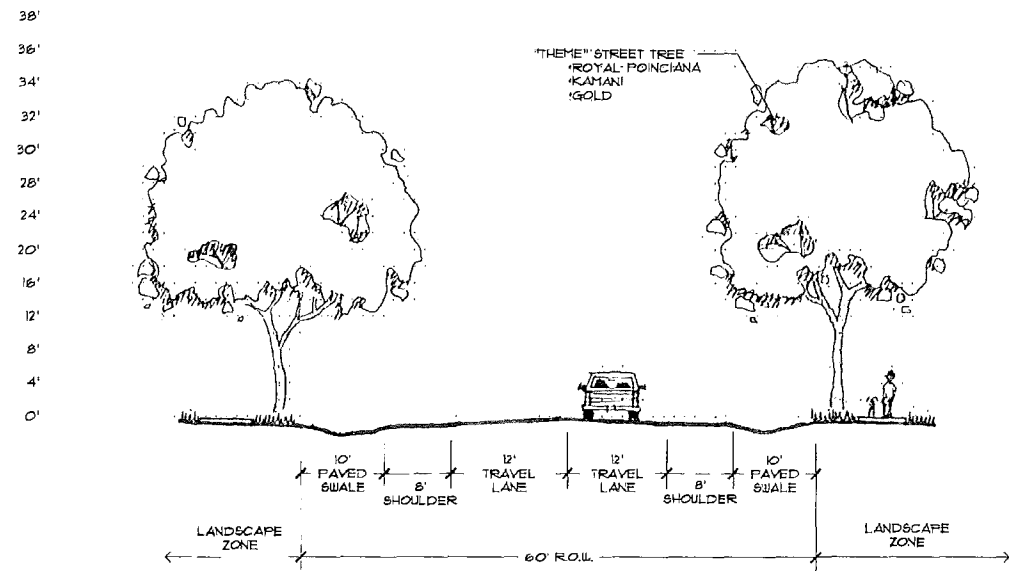 38'
36'
34'
32'
30'
28'
24'
20'
16'
12'
8'
4'
0'
"THEME" STREET TREE
•ROYAL POINCIANA
•KAMANI
•GOLD
10'
PAVED
SWALE
8'
SHOULDER
12'
TRAVEL
LANE
12'
TRAVEL
LANE
8'
SHOULDER
10'
PAVED
SWALE
LANDSCAPE
ZONE
60' R.O.W.
LANDSCAPE
ZONE